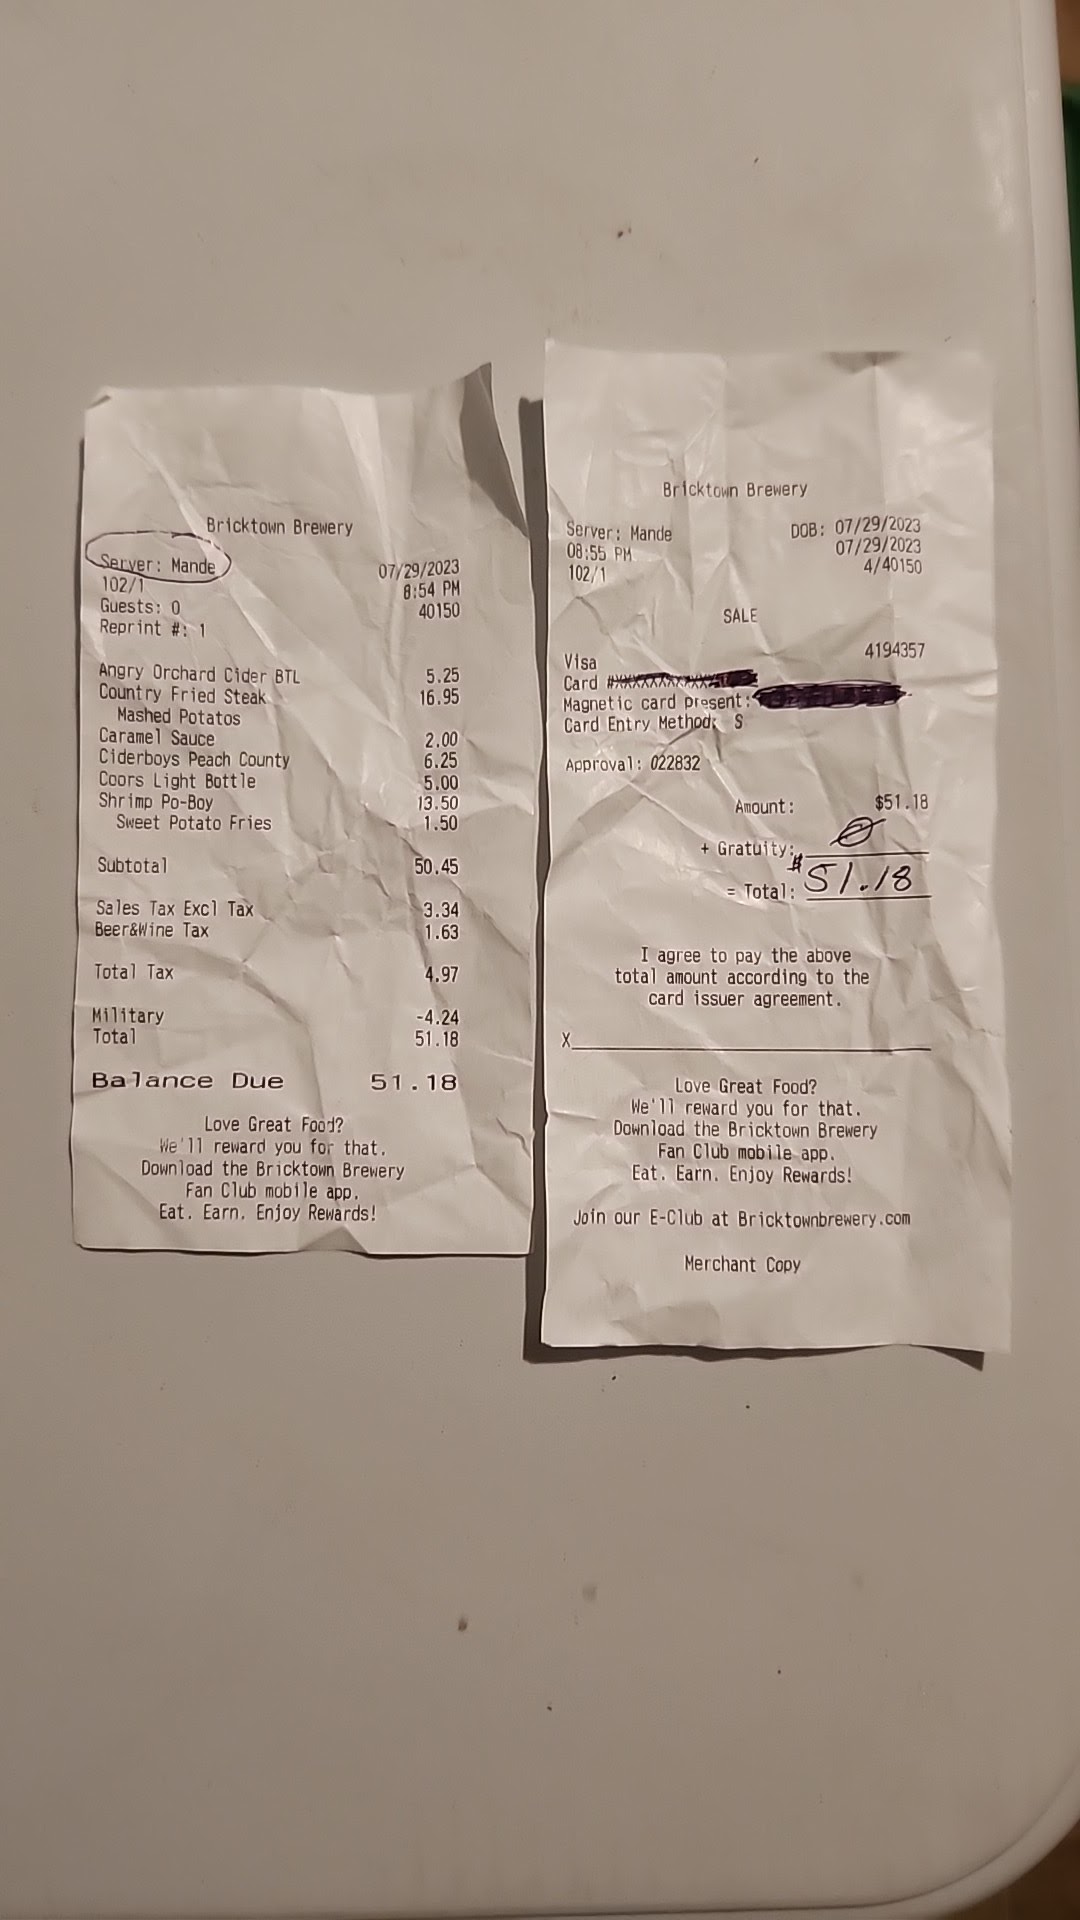 Bricktown Brewery
Server: Mande 07/29/2023
102/1 8:54 PM
Guests: 0 40150
Reprint #: 1
Angry Orchard Cider BTL 5.25
Country Fried Steak 16.95
Mashed Potatos
Caramel Sauce 2.00
Ciderboys Peach County 6.25
Coors Light Bottle 5.00
Shrimp Po-Boy 13.50
Sweet Potato Fries 1.50
Subtotal 50.45
Sales Tax Excl Tax 3.34
Beer&Wine Tax 1.63
Total Tax 4.97
Military -4.24
Total 51.18
Balance Due 51.18
Love Great Food?
We'll reward you for that.
Download the Bricktown Brewery
Fan Club mobile app.
Eat. Earn. Enjoy Rewards!
Bricktown Brewery
Server: Mande DOB: 07/29/2023
08:55 PM 07/29/2023
102/1 4/40150
SALE
Visa 4194357
Card #XXXXXXXXXXXX
Magnetic card present:
Card Entry Method: S
Approval: 022832
Amount: $51.18
+ Gratuity: 0
= Total: $51.18
I agree to pay the above
total amount according to the
card issuer agreement.
X
Love Great Food?
We'll reward you for that.
Download the Bricktown Brewery
Fan Club mobile app.
Eat. Earn. Enjoy Rewards!
Join our E-Club at Bricktownbrewery.com
Merchant Copy